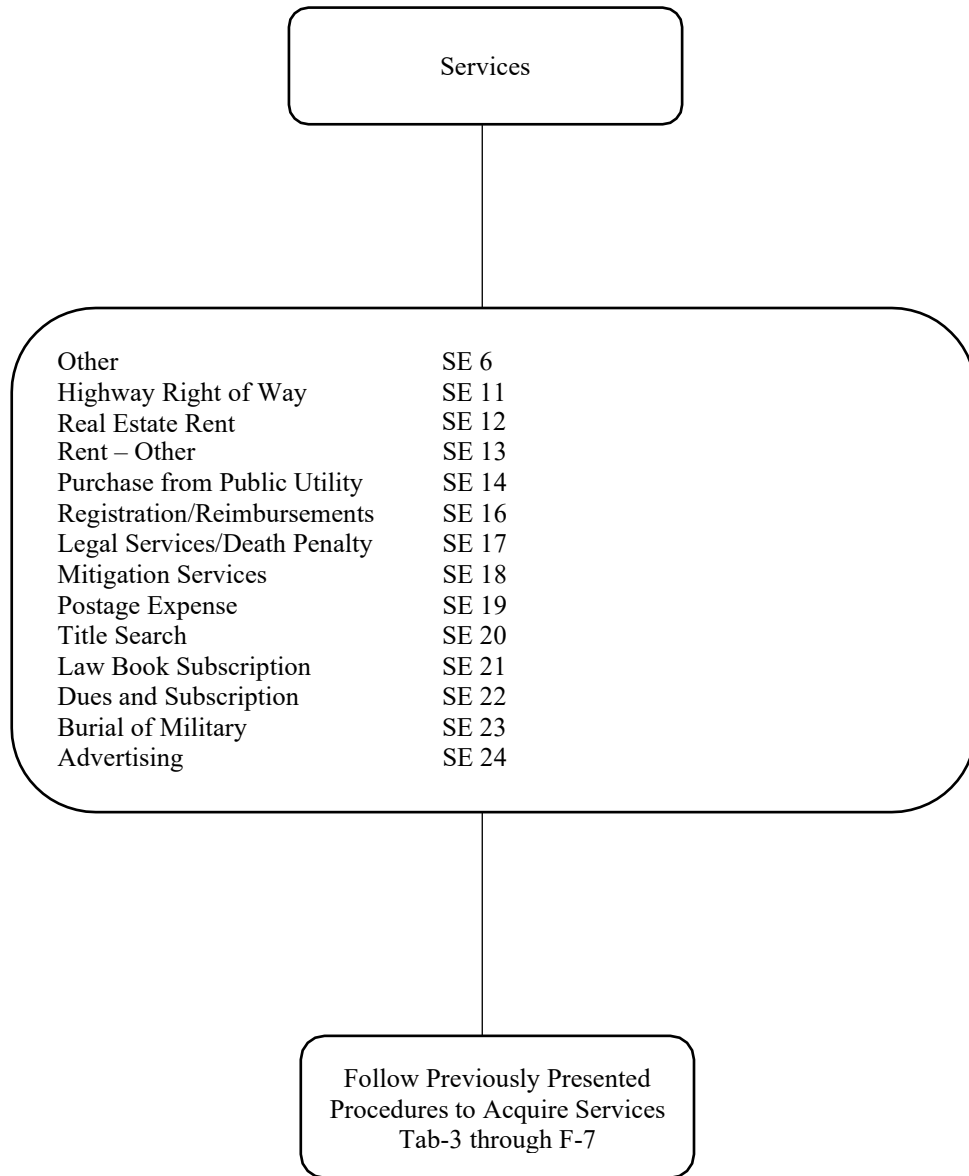 Services
Other SE 6
Highway Right of Way SE 11
Real Estate Rent SE 12
Rent – Other SE 13
Purchase from Public Utility SE 14
Registration/Reimbursements SE 16
Legal Services/Death Penalty SE 17
Mitigation Services SE 18
Postage Expense SE 19
Title Search SE 20
Law Book Subscription SE 21
Dues and Subscription SE 22
Burial of Military SE 23
Advertising SE 24
Follow Previously Presented
Procedures to Acquire Services
Tab-3 through F-7